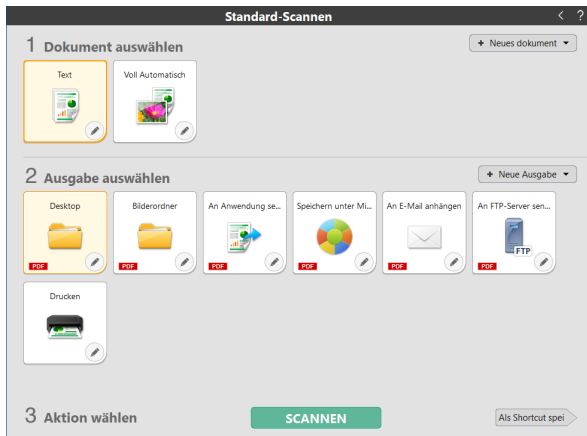 Standard-Scannen < ?
1 Dokument auswählen
+ Neues dokument
Text
Voll Automatisch
2 Ausgabe auswählen
+ Neue Ausgabe
Desktop
Bilderordner
An Anwendung se...
Speichern unter Mi...
An E-Mail anhängen
An FTP-Server sen...
PDF
PDF
PDF
PDF
FTP
PDF
Drucken
3 Aktion wählen
SCANNEN
Als Shortcut spei